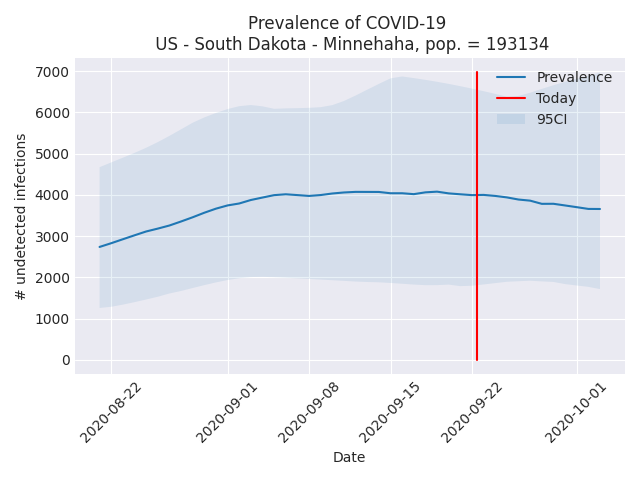 Prevalence of COVID-19
US - South Dakota - Minnehaha, pop. = 193134
7000
6000
5000
4000
3000
2000
1000
0
# undetected infections
Prevalence
Today
95CI
2020-08-22
2020-09-01
2020-09-08
2020-09-15
2020-09-22
2020-10-01
Date